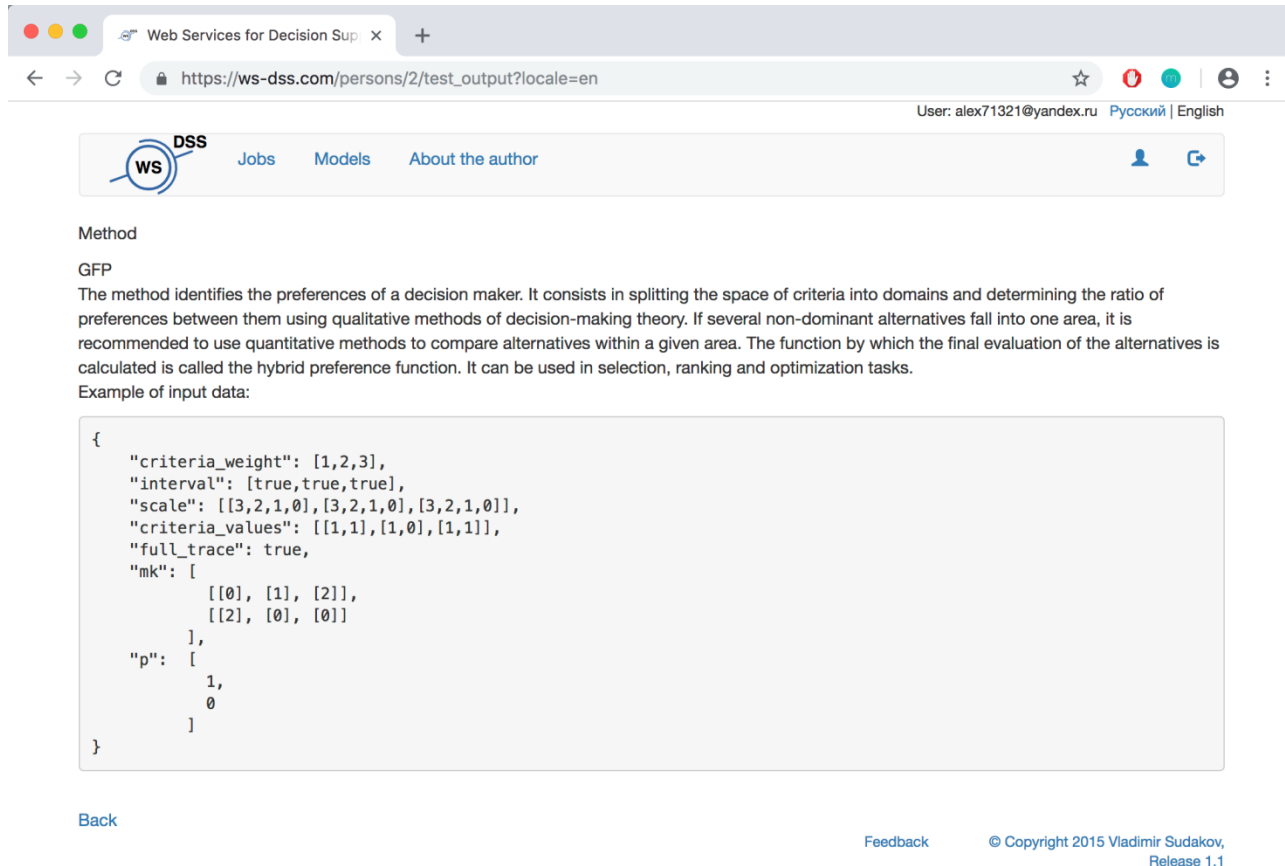 Web Services for Decision Sup
https://ws-dss.com/persons/2/test_output?locale=en
User: alex71321@yandex.ru Русский | English
WS DSS Jobs Models About the author
Method
GFP
The method identifies the preferences of a decision maker. It consists in splitting the space of criteria into domains and determining the ratio of
preferences between them using qualitative methods of decision-making theory. If several non-dominant alternatives fall into one area, it is
recommended to use quantitative methods to compare alternatives within a given area. The function by which the final evaluation of the alternatives is
calculated is called the hybrid preference function. It can be used in selection, ranking and optimization tasks.
Example of input data:
{
"criteria_weight": [1,2,3],
"interval": [true,true,true],
"scale": [[3,2,1,0],[3,2,1,0],[3,2,1,0]],
"criteria_values": [[1,1],[1,0],[1,1]],
"full_trace": true,
"mk": [
[[0], [1], [2]],
[[2], [0], [0]]
],
"p": [
1,
0
]
}
Back
Feedback © Copyright 2015 Vladimir Sudakov,
Release 1.1